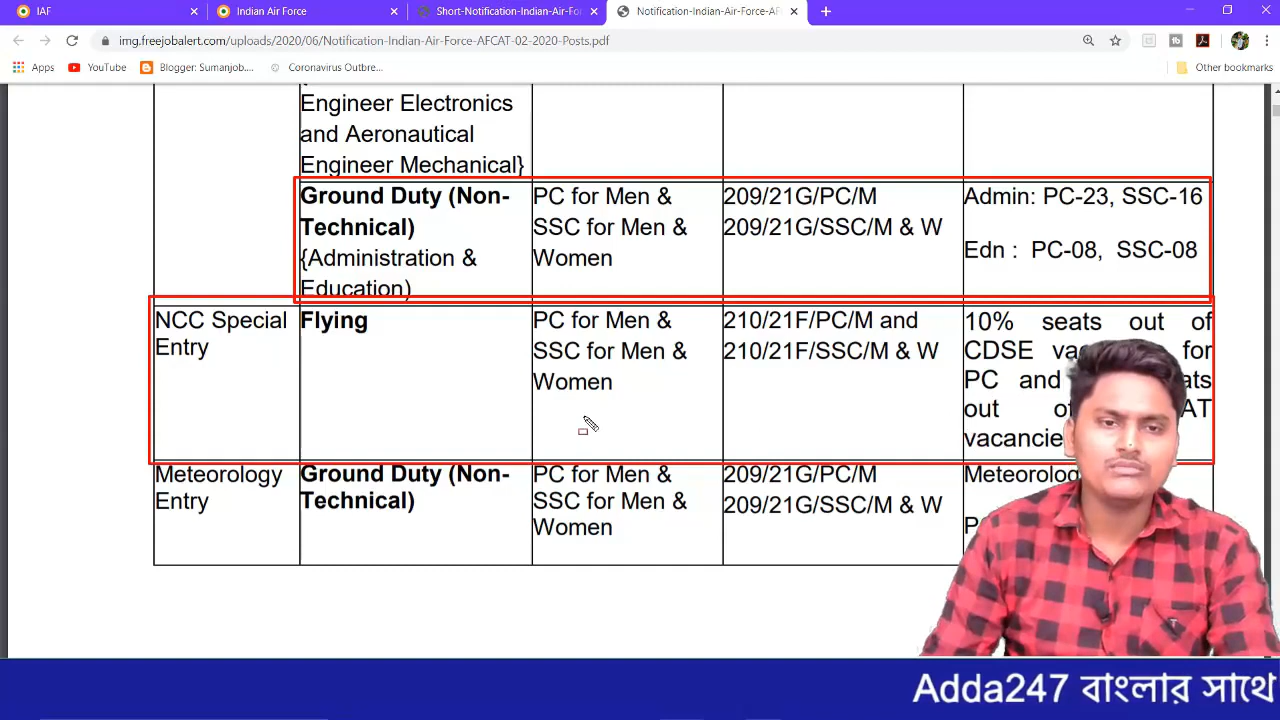 IAF
Indian Air Force
Short-Notification-Indian-Air-For
Notification-Indian-Air-Force-AF
img.freejobalert.com/uploads/2020/06/Notification-Indian-Air-Force-AFCAT-02-2020-Posts.pdf
Apps
YouTube
Blogger: Sumanjob....
Coronavirus Outbre...
Other bookmarks
Engineer Electronics
and Aeronautical
Engineer Mechanical}
Ground Duty (Non-
Technical)
{Administration &
Education)
PC for Men &
SSC for Men &
Women
209/21G/PC/M
209/21G/SSC/M & W
Admin: PC-23, SSC-16
Edn : PC-08, SSC-08
NCC Special
Entry
Flying
PC for Men &
SSC for Men &
Women
210/21F/PC/M and
210/21F/SSC/M & W
10% seats out of
CDSE for
PC and
out
Meteorology
Entry
Ground Duty (Non-
Technical)
PC for Men &
SSC for Men &
Women
209/21G/PC/M
209/21G/SSC/M & W
Adda247 বাংলার সাথে